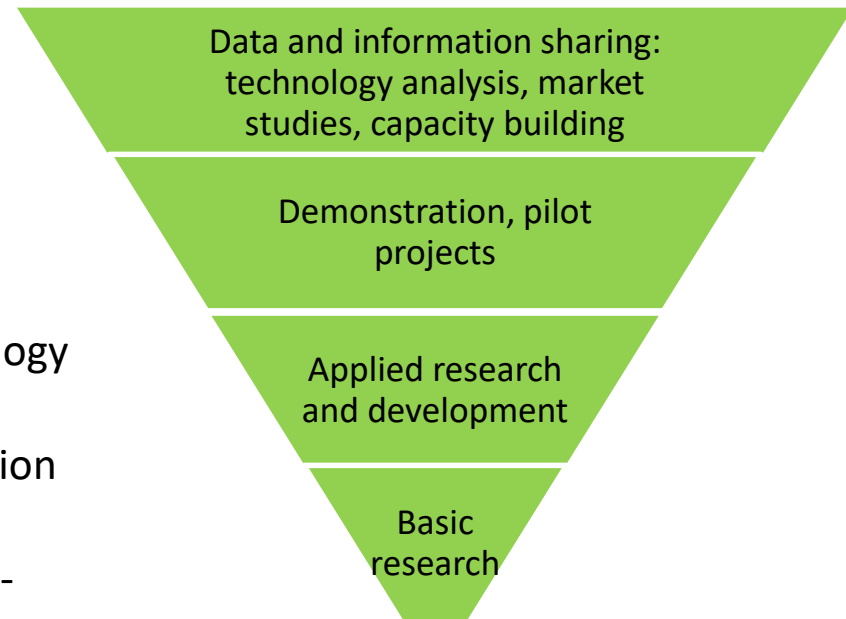 Data and information sharing:
technology analysis, market
studies, capacity building
Demonstration, pilot
projects
ogy
Applied research
and development
ion
Basic
research
-